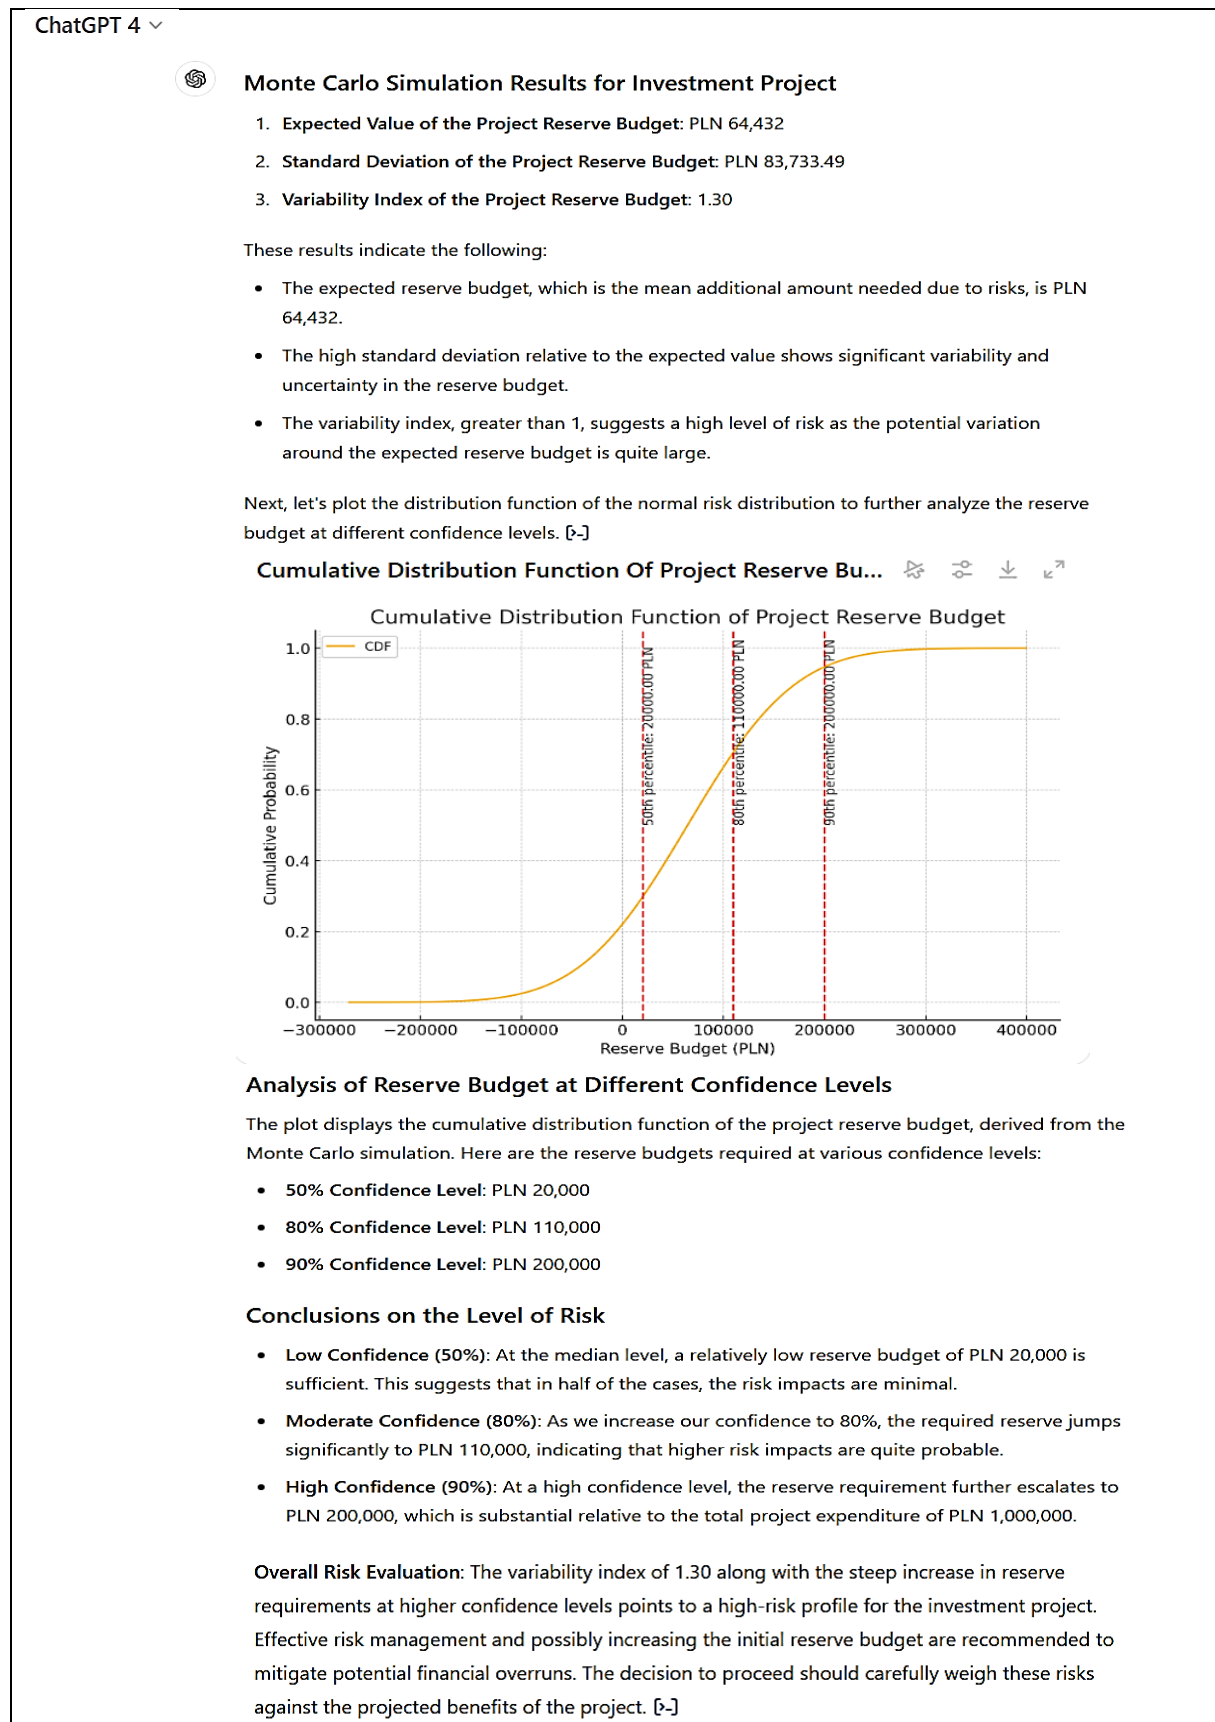 ChatGPT 4
Monte Carlo Simulation Results for Investment Project
1. Expected Value of the Project Reserve Budget: PLN 64,432
2. Standard Deviation of the Project Reserve Budget: PLN 83,733.49
3. Variability Index of the Project Reserve Budget: 1.30
These results indicate the following:
• The expected reserve budget, which is the mean additional amount needed due to risks, is PLN
64,432.
• The high standard deviation relative to the expected value shows significant variability and
uncertainty in the reserve budget.
• The variability index, greater than 1, suggests a high level of risk as the potential variation
around the expected reserve budget is quite large.
Next, let's plot the distribution function of the normal risk distribution to further analyze the reserve
budget at different confidence levels. [>-]
Cumulative Distribution Function Of Project Reserve Bu...
Cumulative Distribution Function of Project Reserve Budget
CDF
1.0
0.8
0.6
0.4
0.2
0.0
Cumulative Probability
50th percentile: 20000.00 PLN
80th percentile: 110000.00 PLN
90th percentile: 200000.00 PLN
−300000 −200000 −100000 0 100000 200000 300000 400000
Reserve Budget (PLN)
Analysis of Reserve Budget at Different Confidence Levels
The plot displays the cumulative distribution function of the project reserve budget, derived from the
Monte Carlo simulation. Here are the reserve budgets required at various confidence levels:
• 50% Confidence Level: PLN 20,000
• 80% Confidence Level: PLN 110,000
• 90% Confidence Level: PLN 200,000
Conclusions on the Level of Risk
• Low Confidence (50%): At the median level, a relatively low reserve budget of PLN 20,000 is
sufficient. This suggests that in half of the cases, the risk impacts are minimal.
• Moderate Confidence (80%): As we increase our confidence to 80%, the required reserve jumps
significantly to PLN 110,000, indicating that higher risk impacts are quite probable.
• High Confidence (90%): At a high confidence level, the reserve requirement further escalates to
PLN 200,000, which is substantial relative to the total project expenditure of PLN 1,000,000.
Overall Risk Evaluation: The variability index of 1.30 along with the steep increase in reserve
requirements at higher confidence levels points to a high-risk profile for the investment project.
Effective risk management and possibly increasing the initial reserve budget are recommended to
mitigate potential financial overruns. The decision to proceed should carefully weigh these risks
against the projected benefits of the project. [>-]